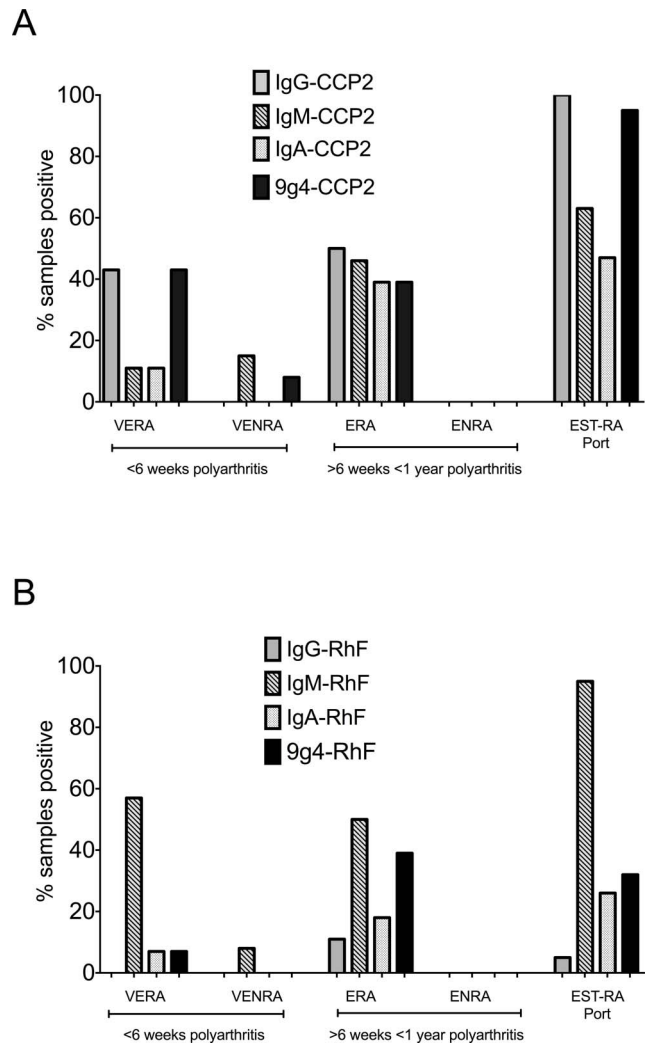 A
IgG-CCP2
IgM-CCP2
IgA-CCP2
9g4-CCP2
% samples positive
100
80
60
40
20
0
VERA VENRA ERA ENRA EST-RA
Port
<6 weeks polyarthritis >6 weeks <1 year polyarthritis
B
IgG-RhF
IgM-RhF
IgA-RhF
9g4-RhF
% samples positive
100
80
60
40
20
0
VERA VENRA ERA ENRA EST-RA
Port
<6 weeks polyarthritis >6 weeks <1 year polyarthritis